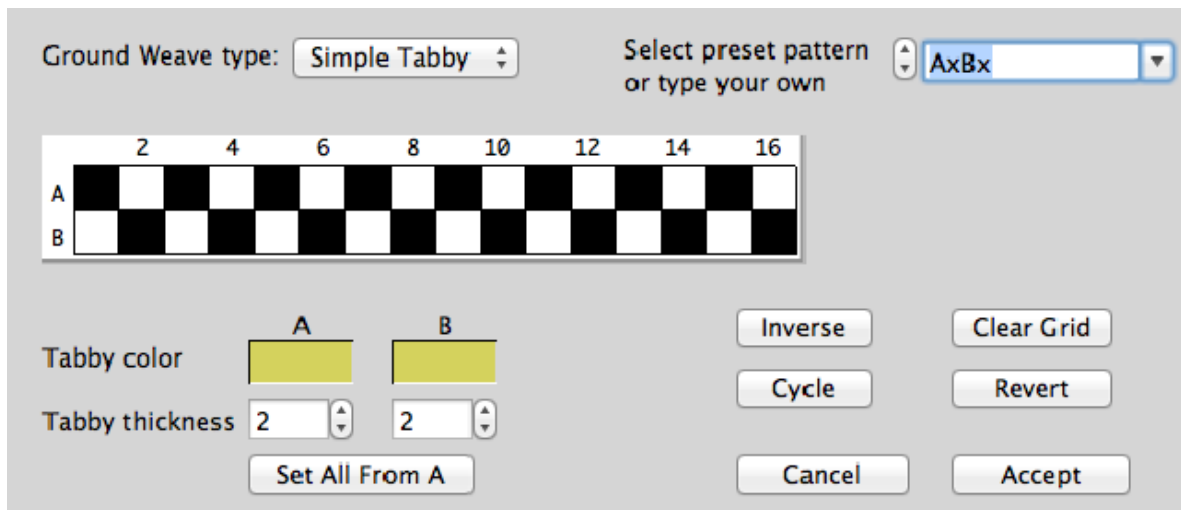 Ground Weave type: Simple Tabby
Select preset pattern
or type your own
AxBx
2 4 6 8 10 12 14 16
A
B
A B
Tabby color
Tabby thickness 2 2
Set All From A
Inverse Clear Grid
Cycle Revert
Cancel Accept